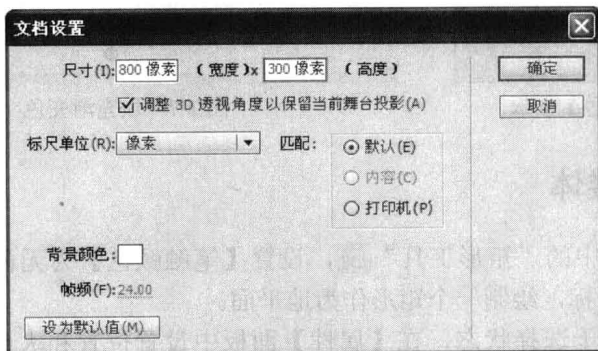 文档设置
尺寸(I): 800 像素 (宽度)x 300 像素 (高度) 确定
调整 3D 透视角度以保留当前舞台投影(A) 取消
标尺单位(R): 像素 匹配: 默认(E)
内容(C)
打印机(P)
背景颜色:
帧频(F): 24.00
设为默认值(M)